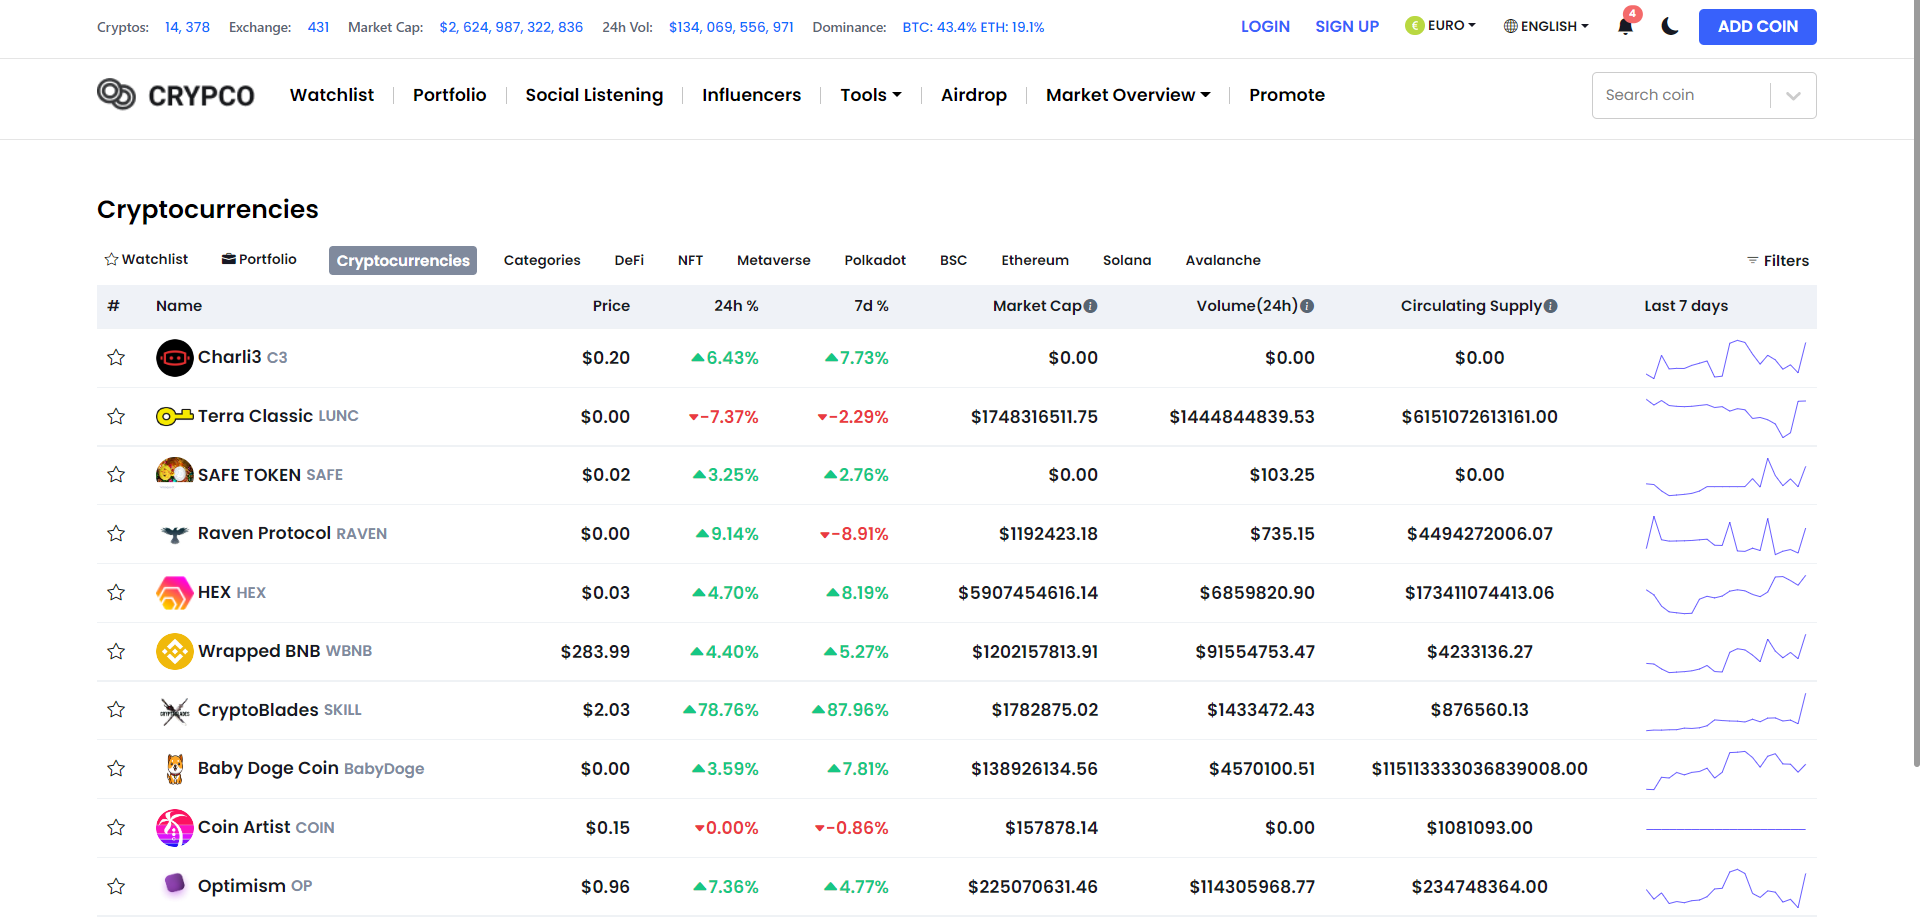 Cryptos: 14, 378 Exchange: 431 Market Cap: $2, 624, 987, 322, 836 24h Vol: $134, 069, 556, 971 Dominance: BTC: 43.4% ETH: 19.1% LOGIN SIGN UP € EURO ENGLISH 4 ADD COIN
CRYPCO Watchlist Portfolio Social Listening Influencers Tools Airdrop Market Overview Promote Search coin
Cryptocurrencies
Watchlist Portfolio Cryptocurrencies Categories DeFi NFT Metaverse Polkadot BSC Ethereum Solana Avalanche Filters
# Name Price 24h % 7d % Market Cap Volume(24h) Circulating Supply Last 7 days
Charli3 C3 $0.20 6.43% 7.73% $0.00 $0.00 $0.00
Terra Classic LUNC $0.00 -7.37% -2.29% $1748316511.75 $1444844839.53 $6151072613161.00
SAFE TOKEN SAFE $0.02 3.25% 2.76% $0.00 $103.25 $0.00
Raven Protocol RAVEN $0.00 9.14% -8.91% $1192423.18 $735.15 $4494272006.07
HEX HEX $0.03 4.70% 8.19% $5907454616.14 $6859820.90 $173411074413.06
Wrapped BNB WBNB $283.99 4.40% 5.27% $1202157813.91 $91554753.47 $4233136.27
CryptoBlades SKILL $2.03 78.76% 87.96% $1782875.02 $1433472.43 $876560.13
Baby Doge Coin BabyDoge $0.00 3.59% 7.81% $138926134.56 $4570100.51 $115113333036839008.00
Coin Artist COIN $0.15 0.00% -0.86% $157878.14 $0.00 $1081093.00
Optimism OP $0.96 7.36% 4.77% $225070631.46 $114305968.77 $234748364.00